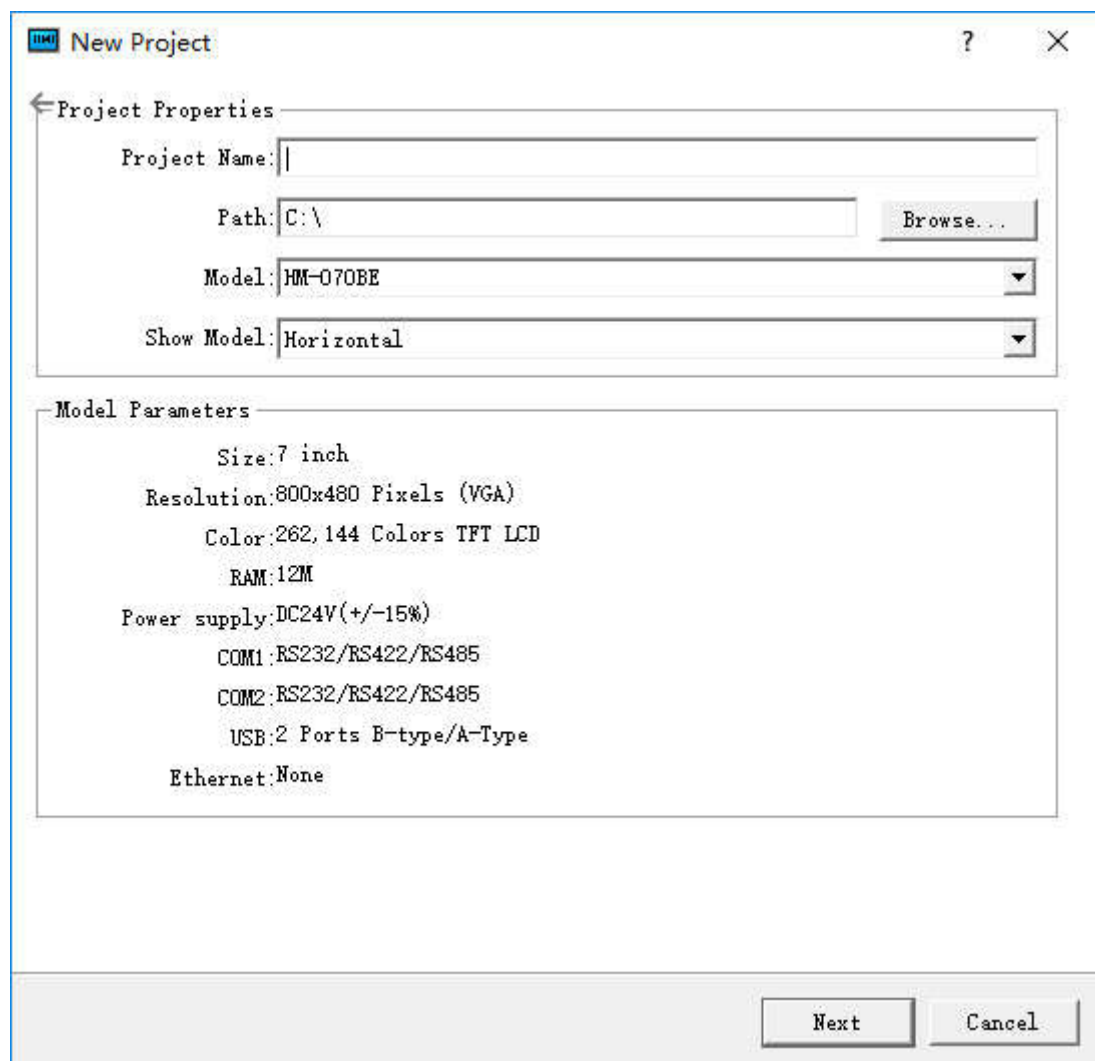 New Project
Project Properties
Project Name:
Path: C:\ Browse...
Model: HM-070BE
Show Model: Horizontal
Model Parameters
Size: 7 inch
Resolution: 800x480 Pixels (VGA)
Color: 262,144 Colors TFT LCD
RAM: 12M
Power supply: DC24V(+/-15%)
COM1: RS232/RS422/RS485
COM2: RS232/RS422/RS485
USB: 2 Ports B-type/A-Type
Ethernet: None
Next Cancel